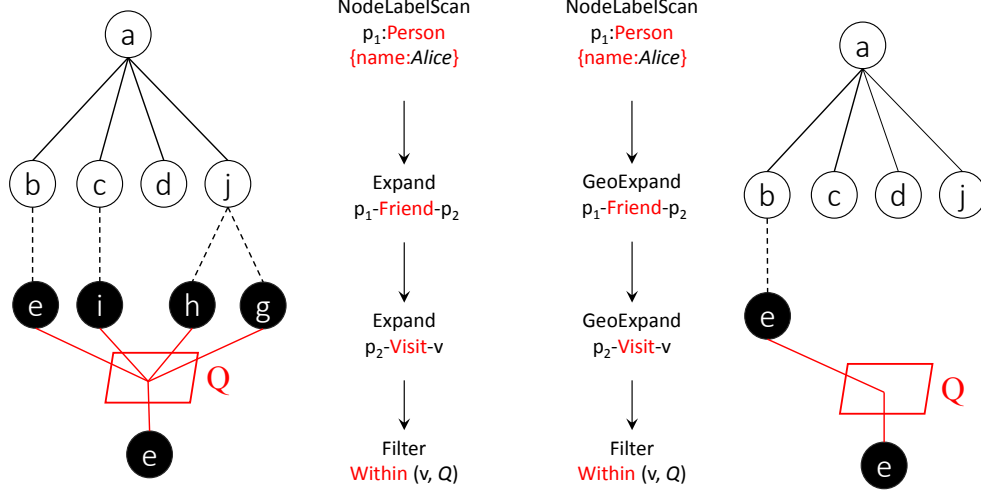 a
b c d j
e i h g
Q
e
NodeLabelScan
p₁:Person
{name:Alice}
Expand
p₁-Friend-p₂
Expand
p₂-Visit-v
Filter
Within (v, Q)
NodeLabelScan
p₁:Person
{name:Alice}
GeoExpand
p₁-Friend-p₂
GeoExpand
p₂-Visit-v
Filter
Within (v, Q)
a
b c d j
e
Q
e